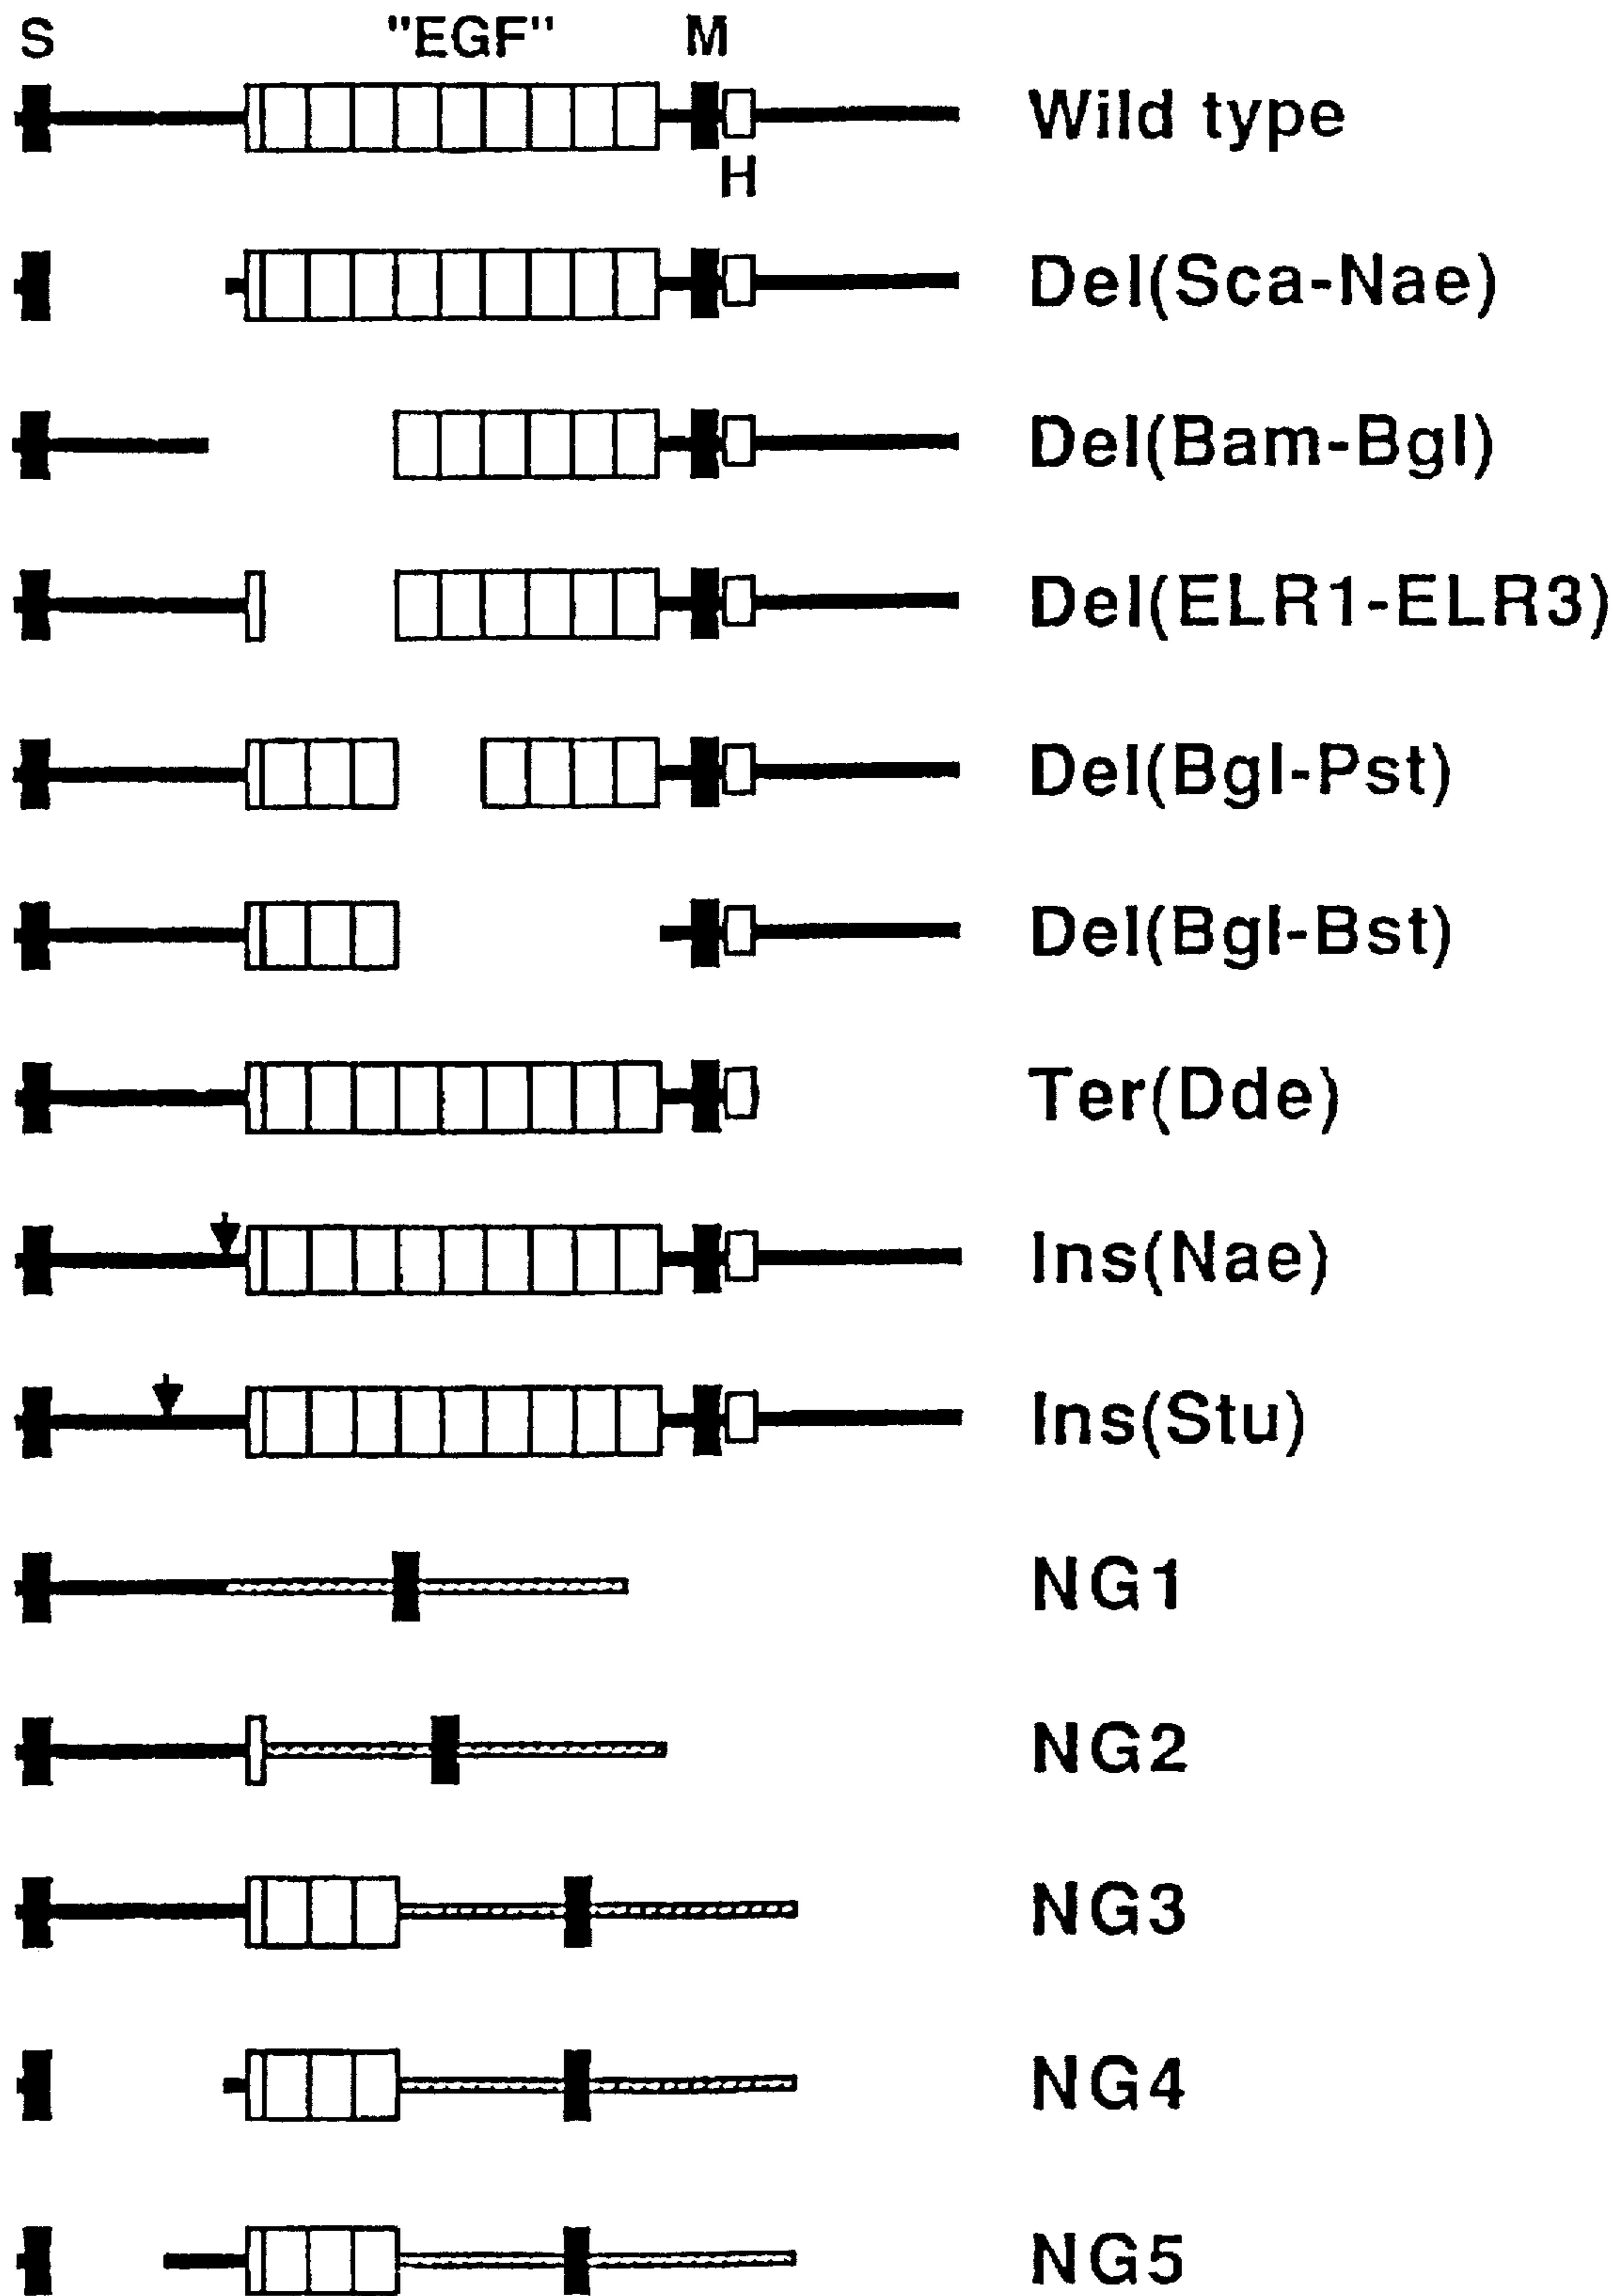 S "EGF" M
Wild type
H
Del(Sca-Nae)
Del(Bam-Bgl)
Del(ELR1-ELR3)
Del(Bgl-Pst)
Del(Bgl-Bst)
Ter(Dde)
Ins(Nae)
Ins(Stu)
NG1
NG2
NG3
NG4
NG5